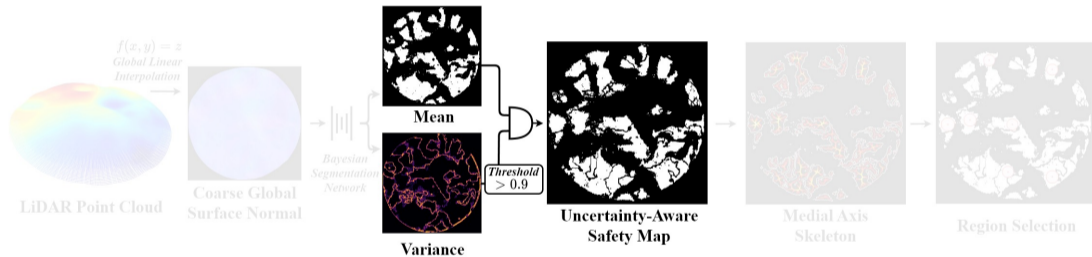 f(x, y) = z
Global Linear
Interpolation
LiDAR Point Cloud
Coarse Global
Surface Normal
Bayesian
Segmentation
Network
Mean
Variance
Threshold
> 0.9
Uncertainty-Aware
Safety Map
Medial Axis
Skeleton
Region Selection